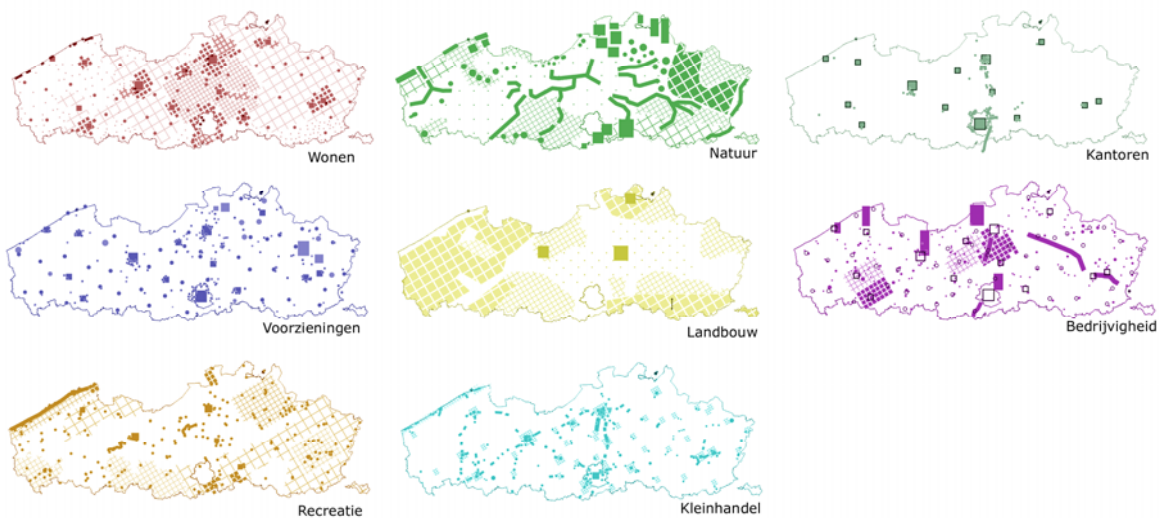 Wonen
Natuur
Kantoren
Voorzieningen
Landbouw
Bedrijvigheid
Recreatie
Kleinhandel